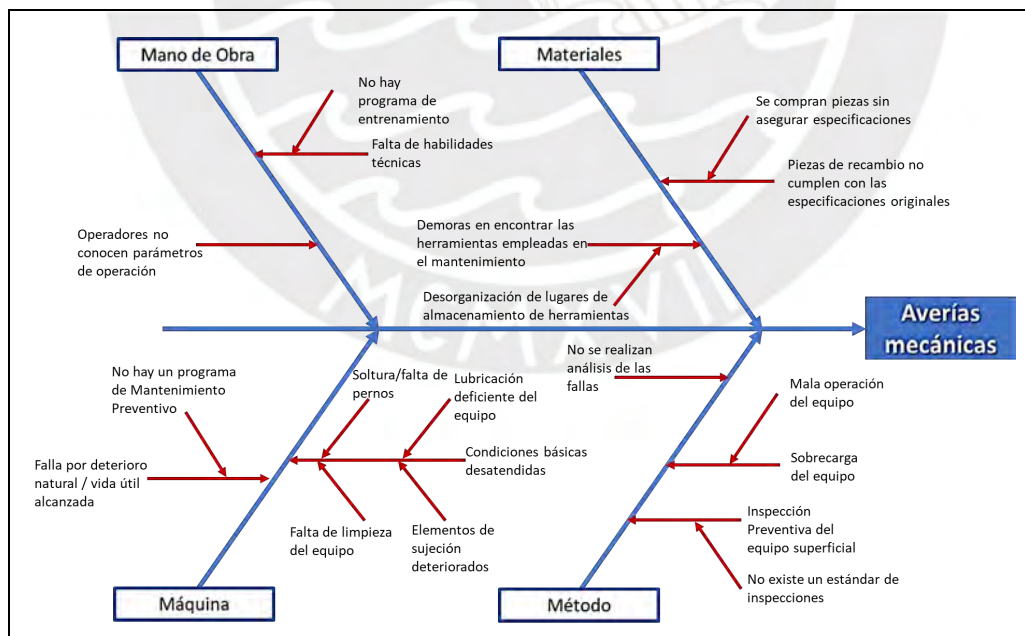 Mano de Obra
Materiales
No hay
programa de
entrenamiento
Falta de habilidades
técnicas
Operadores no
conocen parámetros
de operación
Se compran piezas sin
asegurar especificaciones
Piezas de recambio no
cumplen con las
especificaciones originales
Demoras en encontrar las
herramientas empleadas en
el mantenimiento
Desorganización de lugares de
almacenamiento de herramientas
Averías
mecánicas
MCMXVII
No hay un programa
de Mantenimiento
Preventivo
Falla por deterioro
natural / vida útil
alcanzada
Soltura/falta de
pernos
Lubricación
deficiente del
equipo
Condiciones básicas
desatendidas
Falta de limpieza
del equipo
Elementos de
sujeción
deteriorados
No se realizan
análisis de las
fallas
Mala operación
del equipo
Sobrecarga
del equipo
Inspección
Preventiva del
equipo superficial
No existe un estándar de
inspecciones
Máquina
Método